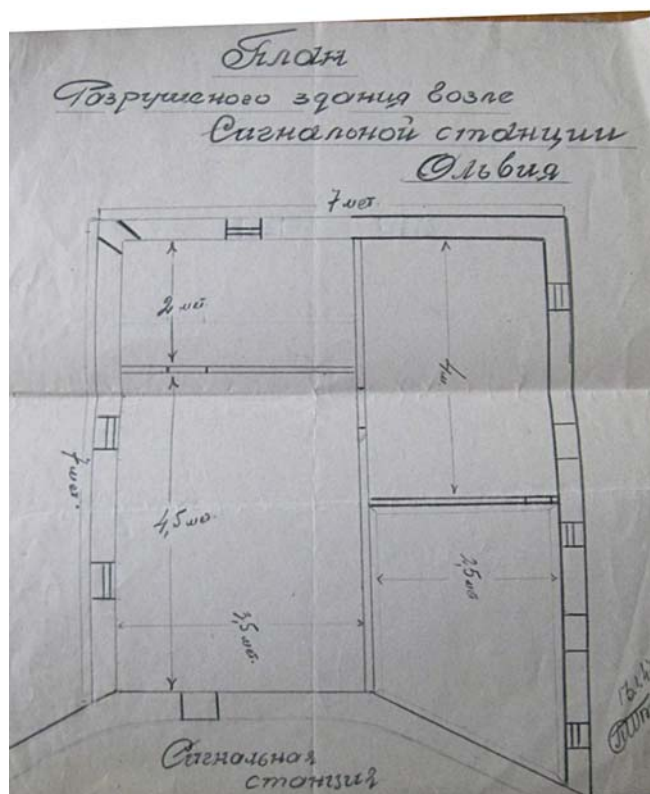 План
Разрушеного здания возле
Сигнальной станции
Ольвия
7 мет.
2 мет.
4 м.
7 мет.
4,5 мет.
3,5 мет.
2,5 мет.
Сигнальная
станция